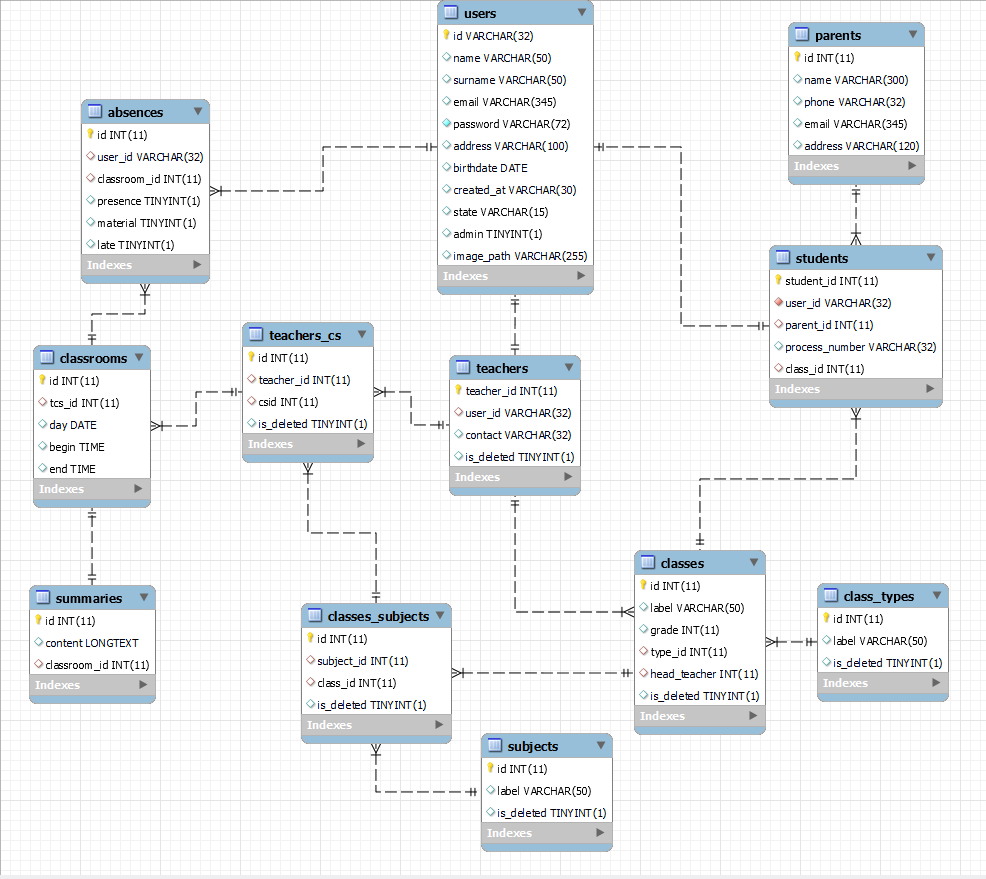 users
id VARCHAR(32)
name VARCHAR(50)
surname VARCHAR(50)
email VARCHAR(345)
password VARCHAR(72)
address VARCHAR(100)
birthdate DATE
created_at VARCHAR(30)
state VARCHAR(15)
admin TINYINT(1)
image_path VARCHAR(255)
Indexes
parents
id INT(11)
name VARCHAR(300)
phone VARCHAR(32)
email VARCHAR(345)
address VARCHAR(120)
Indexes
absences
id INT(11)
user_id VARCHAR(32)
classroom_id INT(11)
presence TINYINT(1)
material TINYINT(1)
late TINYINT(1)
Indexes
students
student_id INT(11)
user_id VARCHAR(32)
parent_id INT(11)
process_number VARCHAR(32)
class_id INT(11)
Indexes
classrooms
id INT(11)
tcs_id INT(11)
day DATE
begin TIME
end TIME
Indexes
teachers_cs
id INT(11)
teacher_id INT(11)
csid INT(11)
is_deleted TINYINT(1)
Indexes
teachers
teacher_id INT(11)
user_id VARCHAR(32)
contact VARCHAR(32)
is_deleted TINYINT(1)
Indexes
summaries
id INT(11)
content LONGTEXT
classroom_id INT(11)
Indexes
classes_subjects
id INT(11)
subject_id INT(11)
class_id INT(11)
is_deleted TINYINT(1)
Indexes
classes
id INT(11)
label VARCHAR(50)
grade INT(11)
type_id INT(11)
head_teacher INT(11)
is_deleted TINYINT(1)
Indexes
class_types
id INT(11)
label VARCHAR(50)
is_deleted TINYINT(1)
Indexes
subjects
id INT(11)
label VARCHAR(50)
is_deleted TINYINT(1)
Indexes